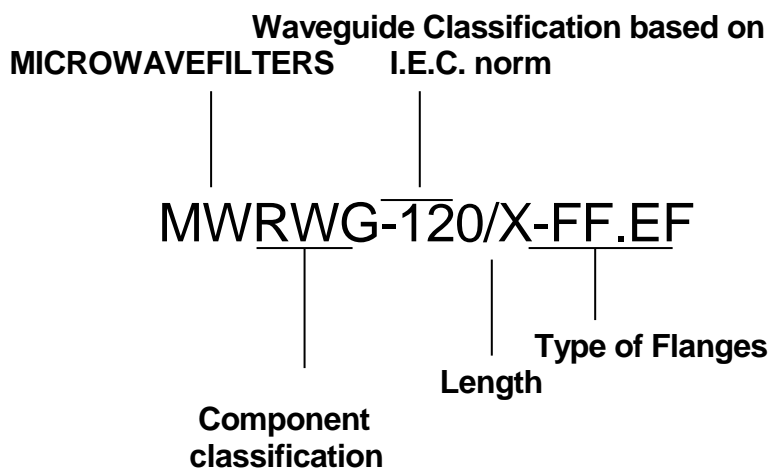 Waveguide Classification based on
MICROWAVEFILTERS I.E.C. norm
MWRWG-120/X-FF.EF
Type of Flanges
Length
Component
classification